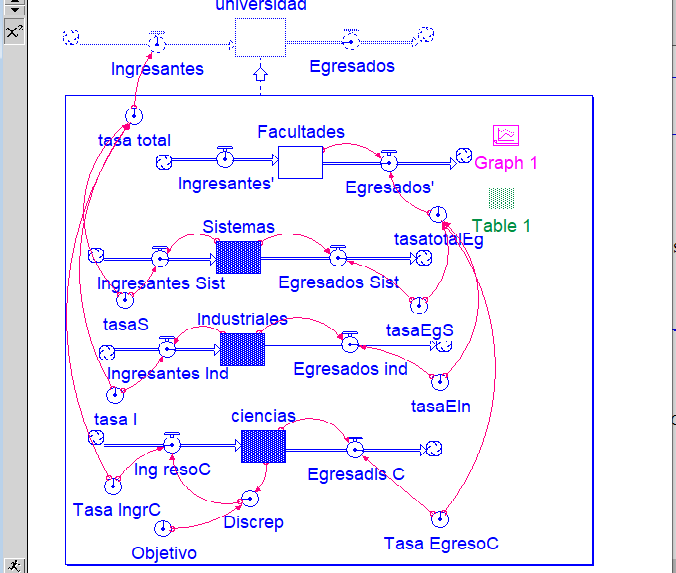 universidad
Ingresantes
Egresados
tasa total
Facultades
Graph 1
Ingresantes'
Egresados'
Table 1
Sistemas
tasatotalEg
Ingresantes Sist
Egresados Sist
tasaS
Industriales
tasaEgS
Ingresantes Ind
Egresados ind
tasa I
tasaEIn
ciencias
Ing resoC
Egresadis C
Tasa IngrC
Discrep
Objetivo
Tasa EgresoC